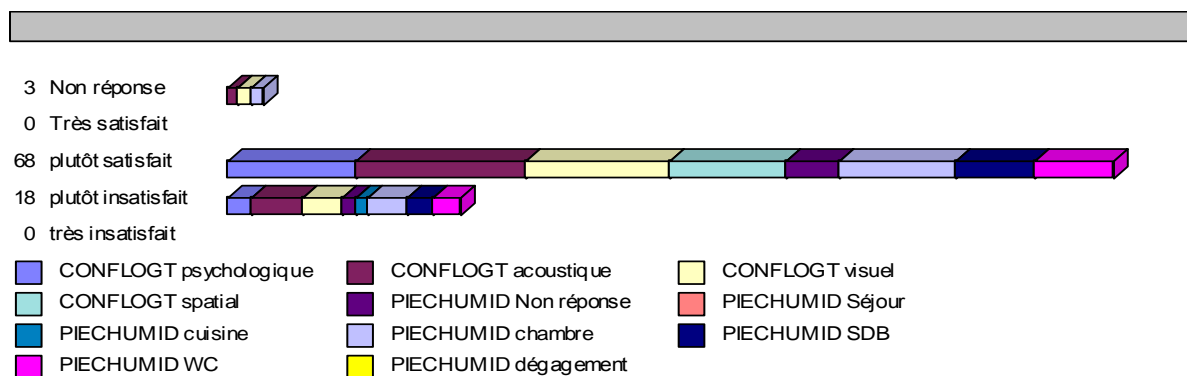 3 Non réponse
0 Très satisfait
68 plutôt satisfait
18 plutôt insatisfait
0 très insatisfait
CONFLOGT psychologique CONFLOGT acoustique CONFLOGT visuel
CONFLOGT spatial PIECHUMID Non réponse PIECHUMID Séjour
PIECHUMID cuisine PIECHUMID chambre PIECHUMID SDB
PIECHUMID WC PIECHUMID dégagement